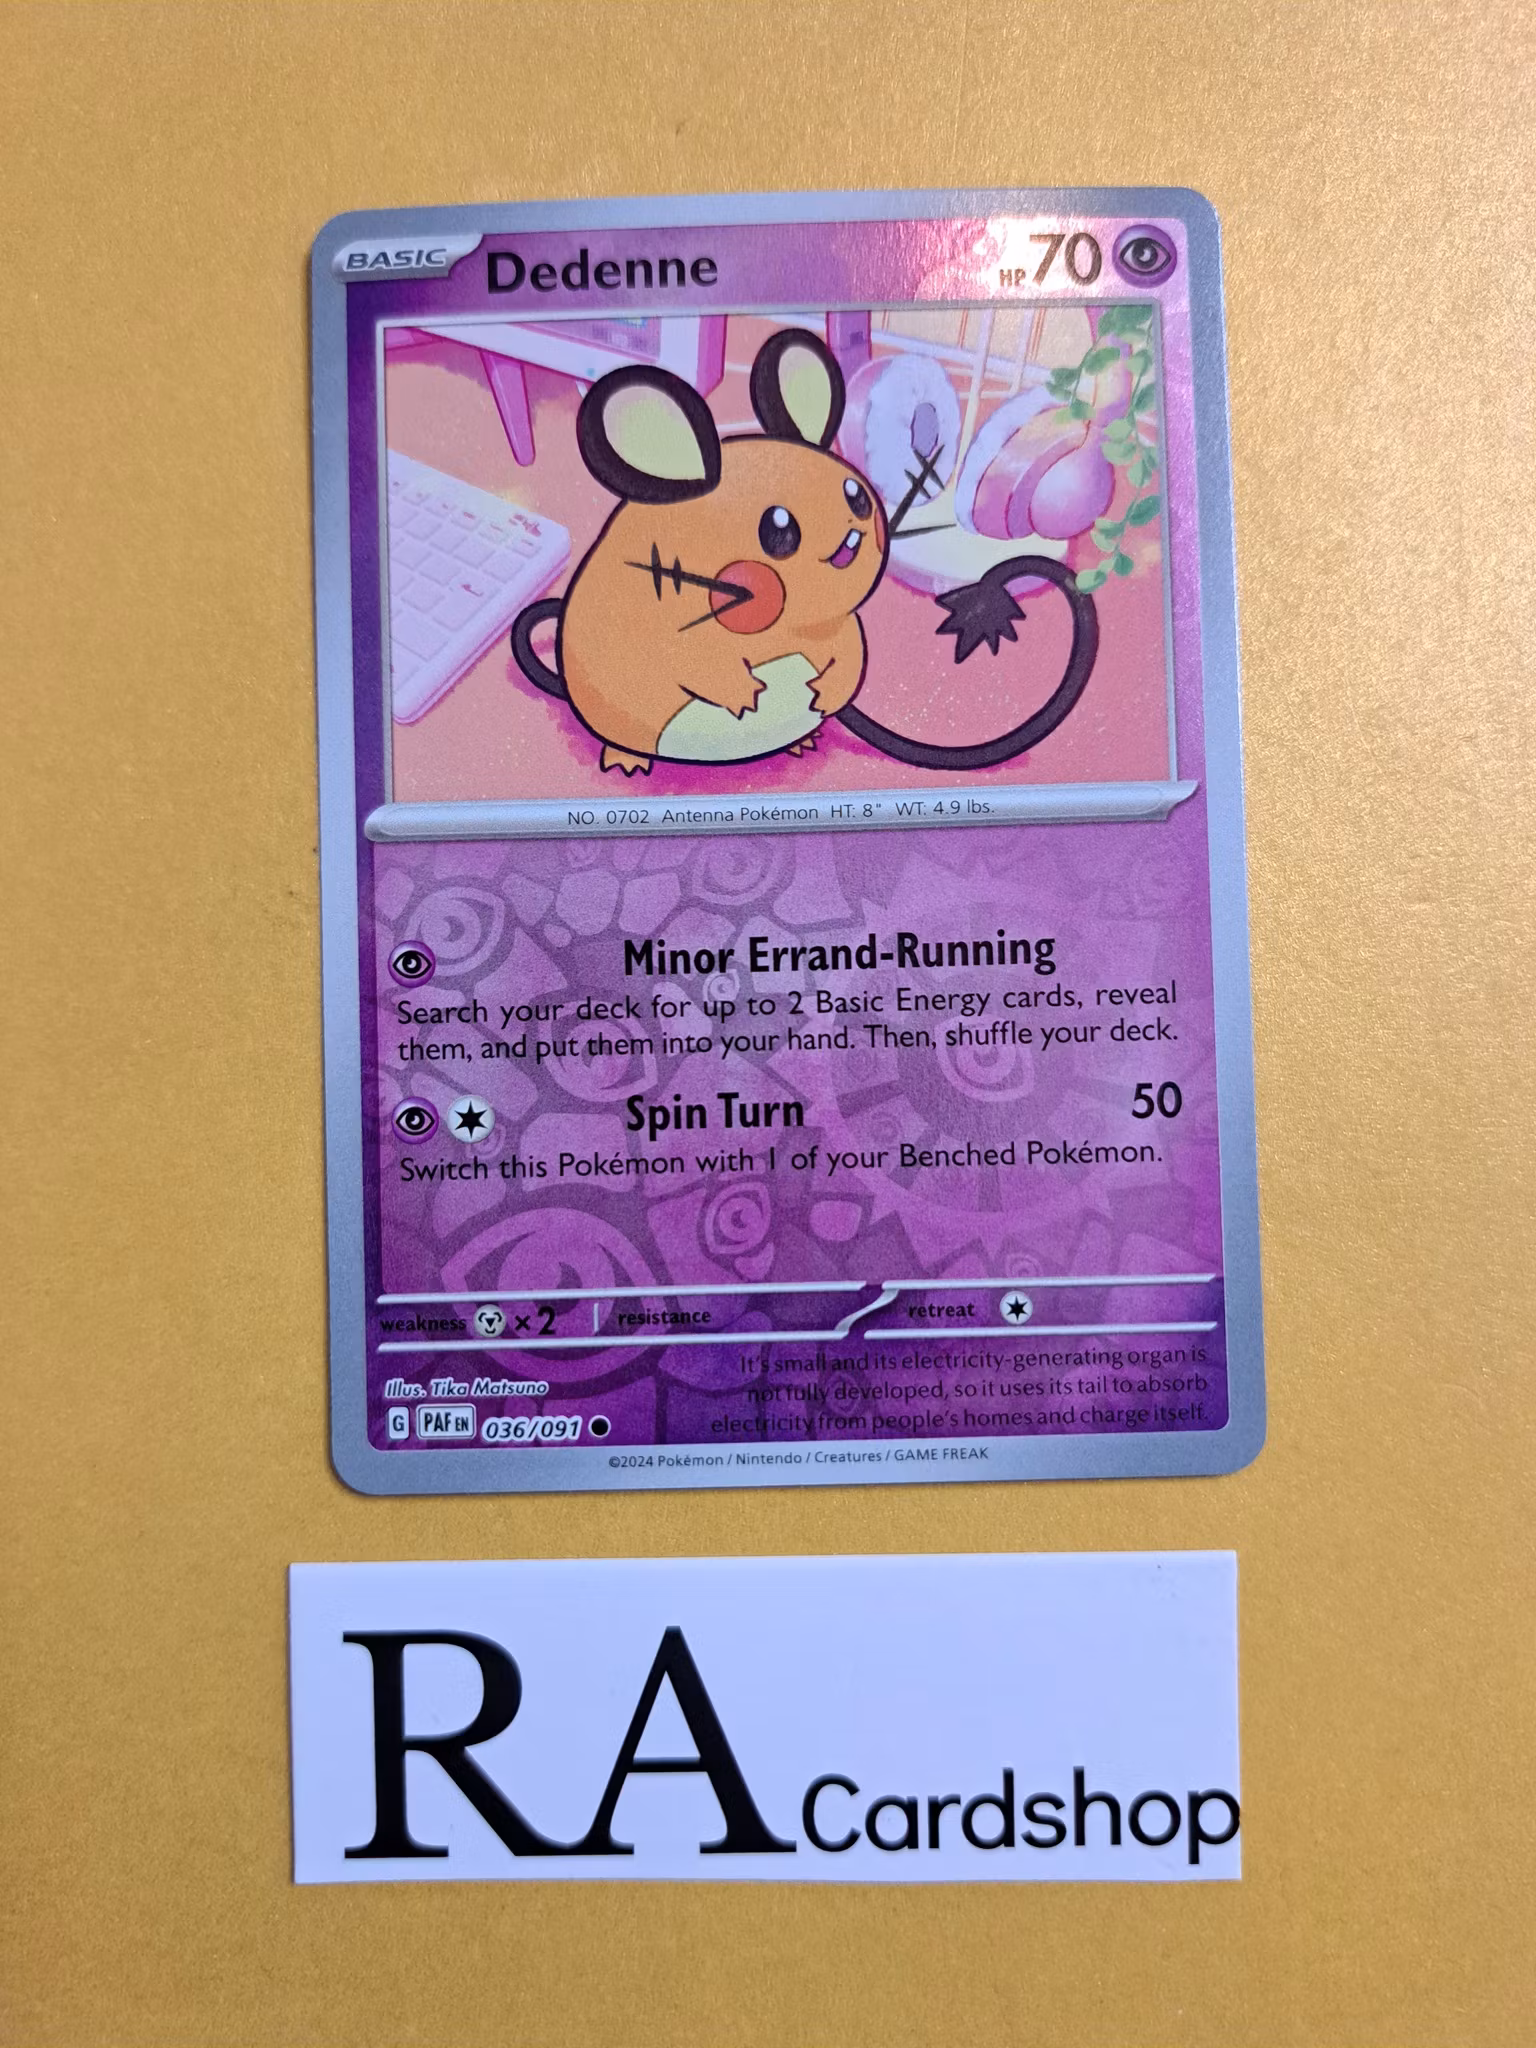 BASIC Dedenne HP 70
NO. 0702 Antenna Pokémon HT: 8" WT: 4.9 lbs.
Minor Errand-Running
Search your deck for up to 2 Basic Energy cards, reveal
them, and put them into your hand. Then, shuffle your deck.
Spin Turn 50
Switch this Pokémon with 1 of your Benched Pokémon.
weakness ×2 resistance retreat
It's small and its electricity-generating organ is
not fully developed, so it uses its tail to absorb
electricity from people's homes and charge itself.
Illus. Tika Matsuno
G PAF EN 036/091
©2024 Pokémon / Nintendo / Creatures / GAME FREAK
RA Cardshop